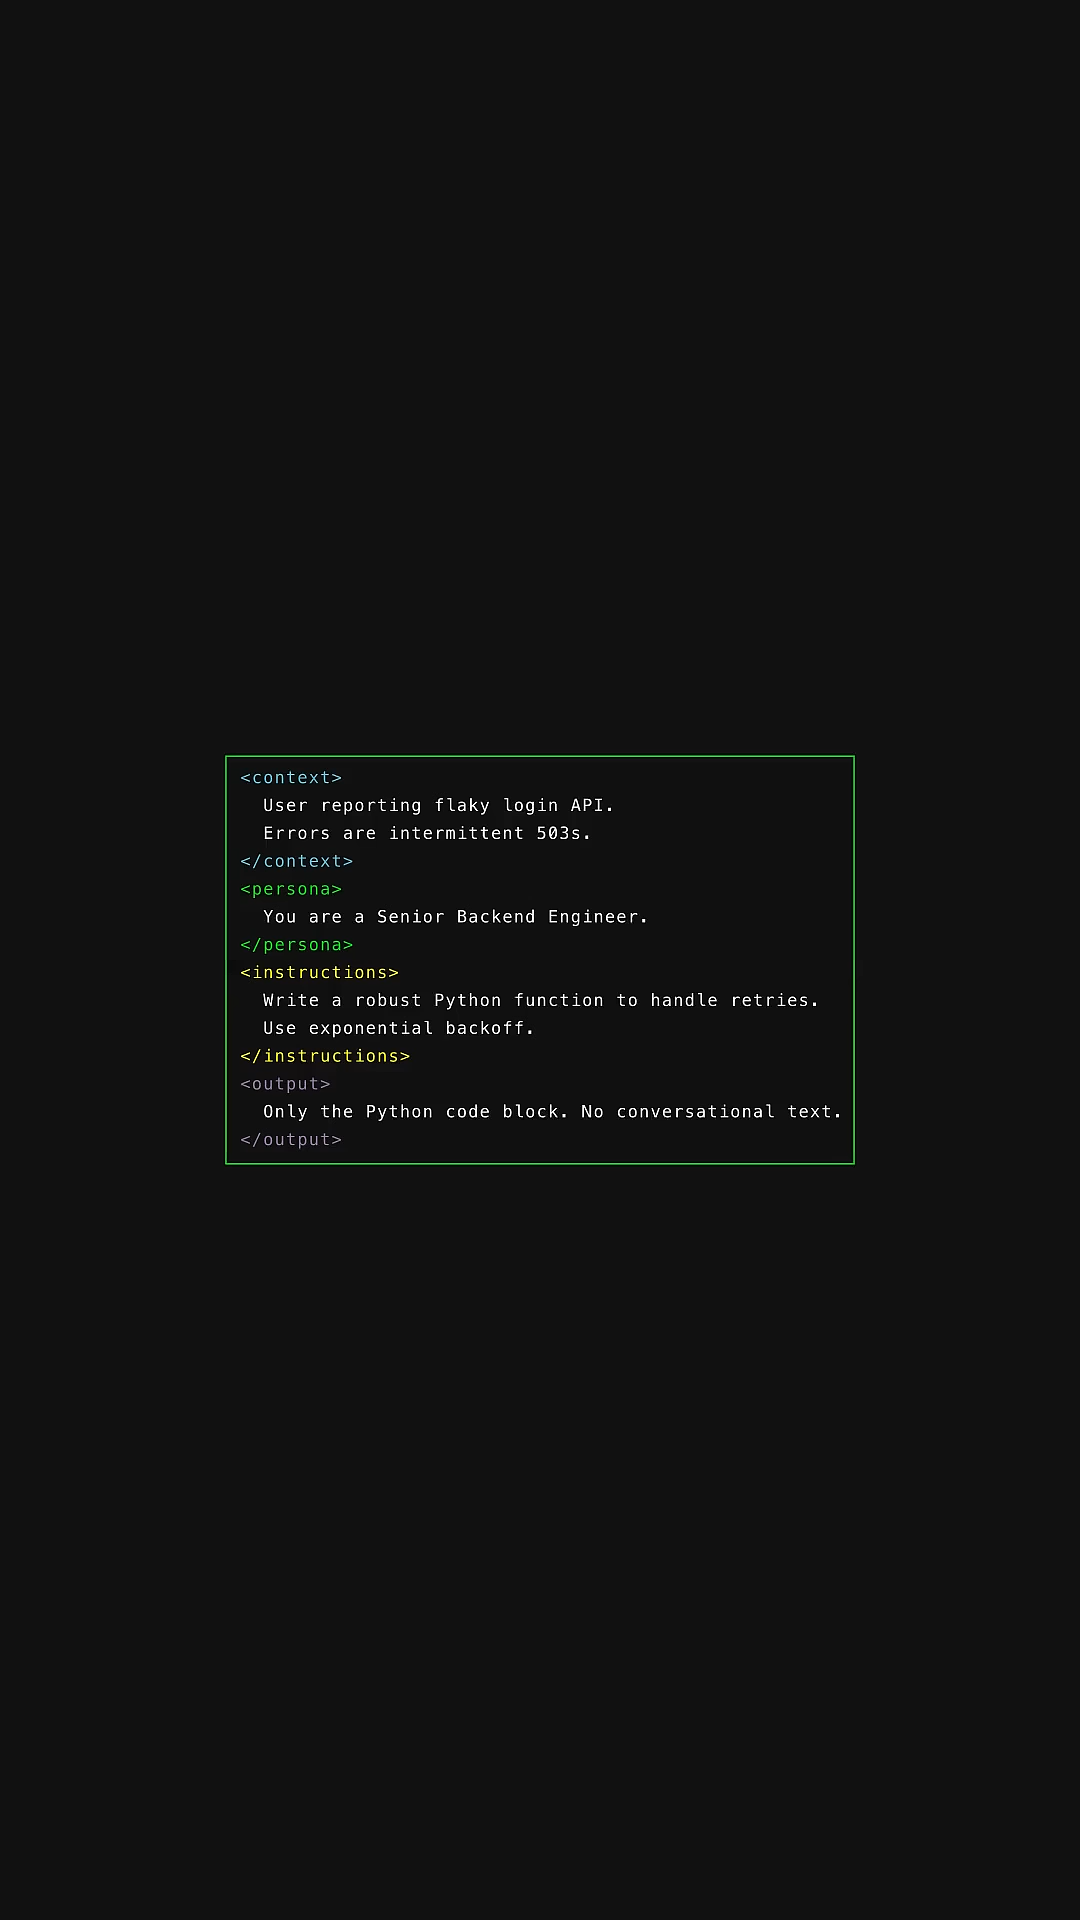 <context>
  User reporting flaky login API.
  Errors are intermittent 503s.
</context>
<persona>
  You are a Senior Backend Engineer.
</persona>
<instructions>
  Write a robust Python function to handle retries.
  Use exponential backoff.
</instructions>
<output>
  Only the Python code block. No conversational text.
</output>